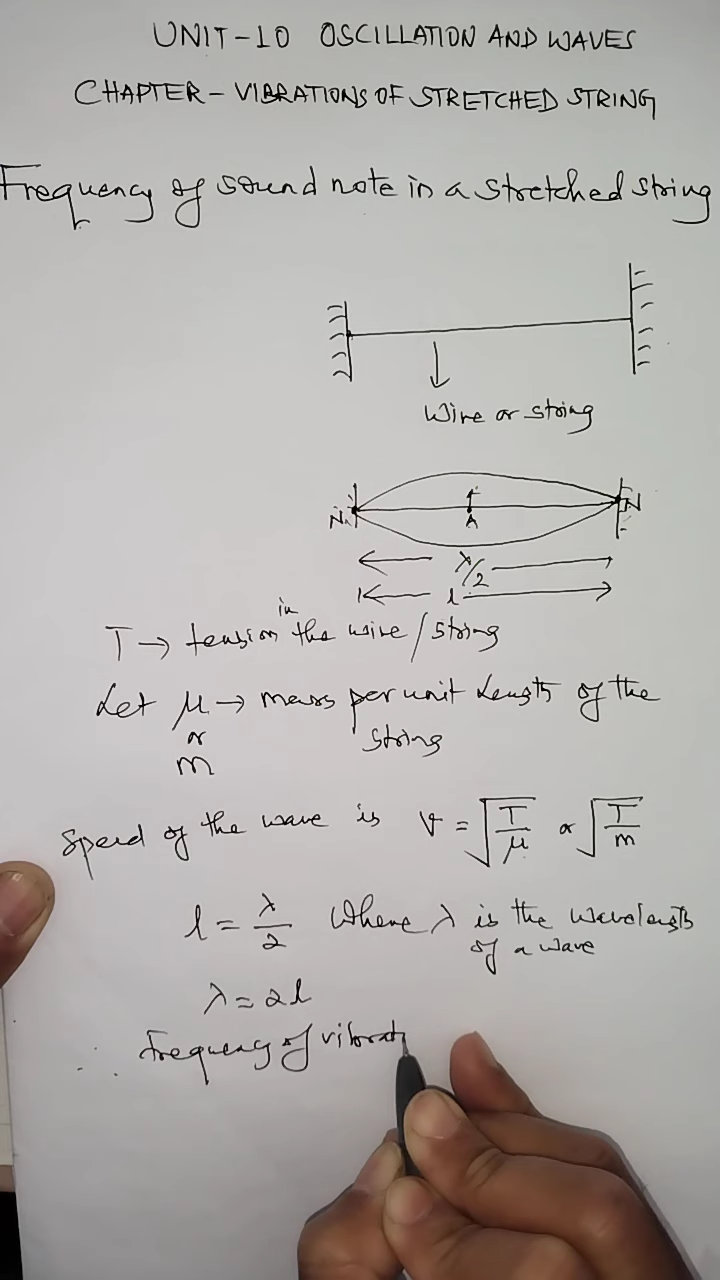 UNIT-10 OSCILLATION AND WAVES
CHAPTER - VIBRATIONS OF STRETCHED STRING
Frequency of sound note in a stretched string
Wire or string
N A N
λ/2
l
T → tension in the wire/string
Let μ → mass per unit length of the
or string
m
Speed of the wave is v = √(T/μ) or √(T/m)
l = λ/2 Where λ is the wavelength
of a wave
λ = 2l
∴ Frequency of vibrat